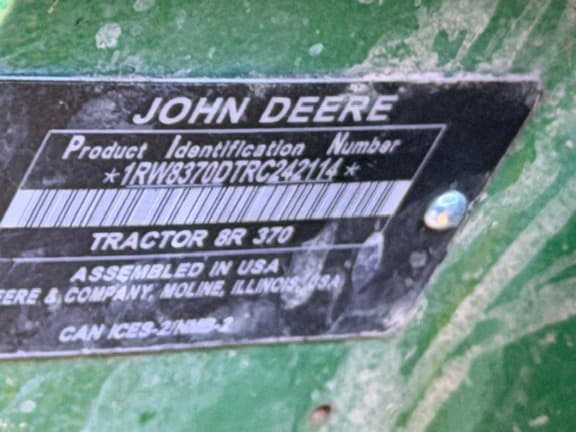 JOHN DEERE
Product Identification Number
*1RW8370DTRC242114*
TRACTOR 8R 370
ASSEMBLED IN USA
EERE & COMPANY, MOLINE, ILLINOIS, USA
CAN ICES-2/NMB-2